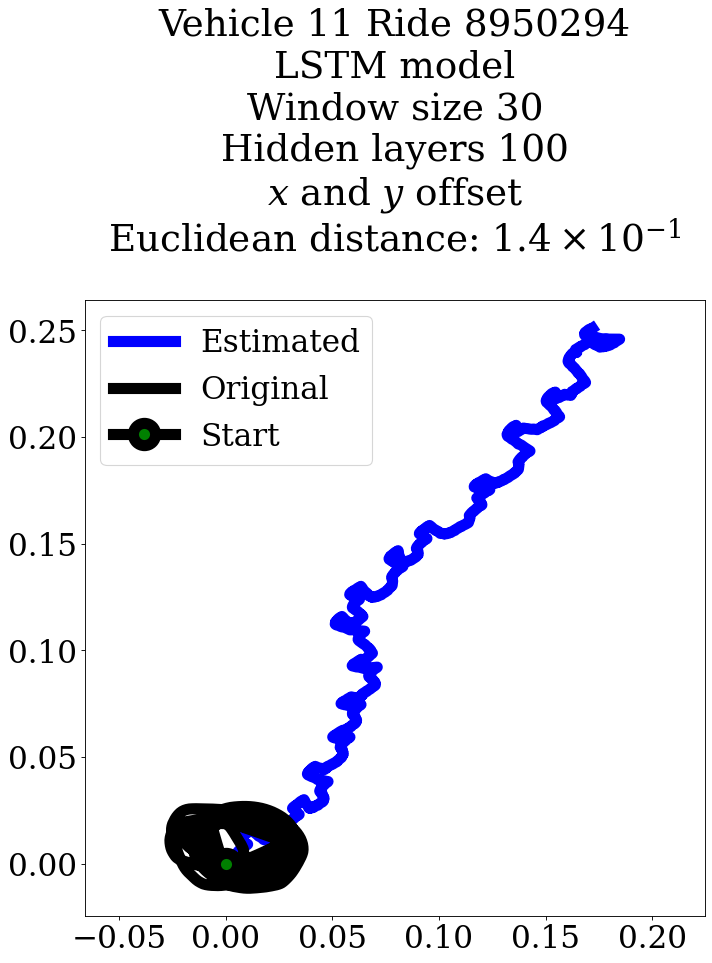 Vehicle 11 Ride 8950294
LSTM model
Window size 30
Hidden layers 100
x and y offset
Euclidean distance: 1.4 × 10⁻¹
Estimated
Original
Start
0.25
0.20
0.15
0.10
0.05
0.00
−0.05 0.00 0.05 0.10 0.15 0.20